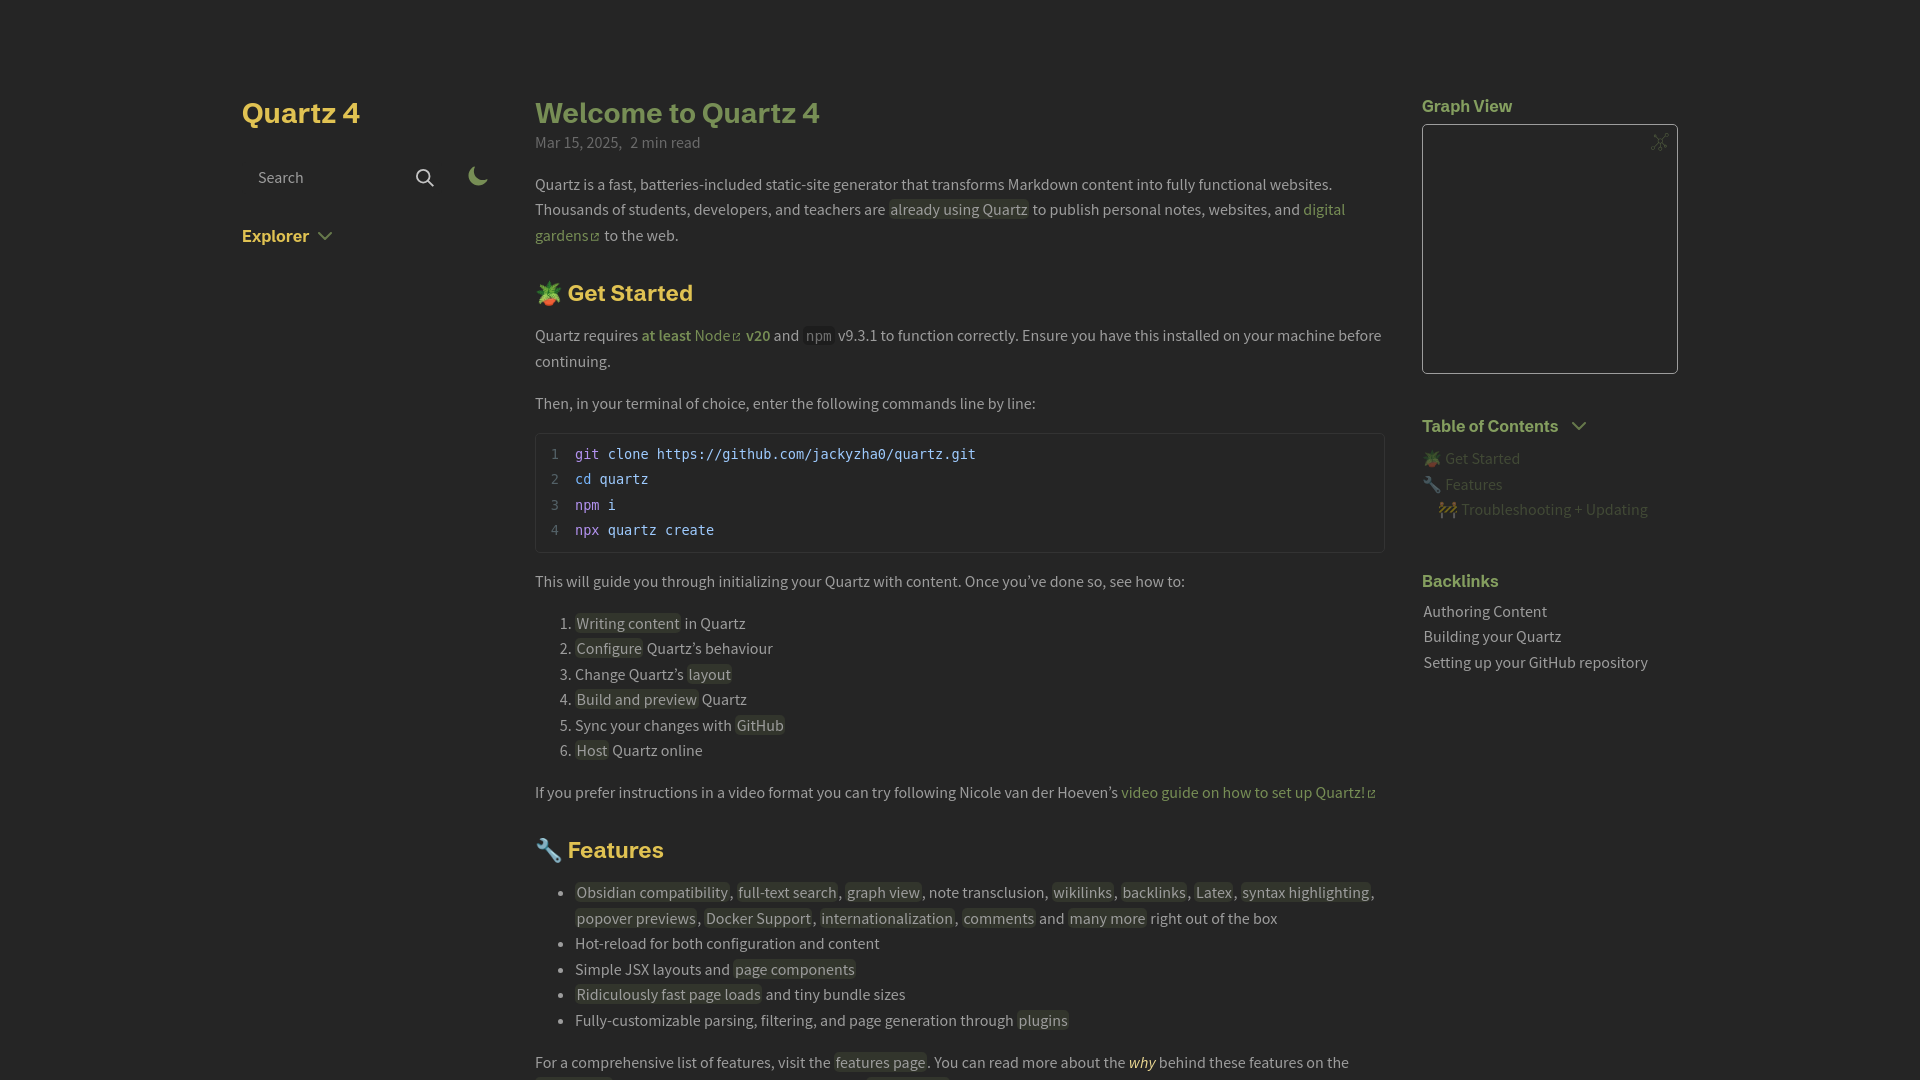 Quartz 4
Search
Explorer
Welcome to Quartz 4
Mar 15, 2025, 2 min read
Quartz is a fast, batteries-included static-site generator that transforms Markdown content into fully functional websites.
Thousands of students, developers, and teachers are already using Quartz to publish personal notes, websites, and digital
gardens to the web.
🪴 Get Started
Quartz requires at least Node v20 and npm v9.3.1 to function correctly. Ensure you have this installed on your machine before
continuing.
Then, in your terminal of choice, enter the following commands line by line:
1 git clone https://github.com/jackyzha0/quartz.git
2 cd quartz
3 npm i
4 npx quartz create
This will guide you through initializing your Quartz with content. Once you’ve done so, see how to:
1. Writing content in Quartz
2. Configure Quartz’s behaviour
3. Change Quartz’s layout
4. Build and preview Quartz
5. Sync your changes with GitHub
6. Host Quartz online
If you prefer instructions in a video format you can try following Nicole van der Hoeven’s video guide on how to set up Quartz!
🔧 Features
• Obsidian compatibility, full-text search, graph view, note transclusion, wikilinks, backlinks, Latex, syntax highlighting,
popover previews, Docker Support, internationalization, comments and many more right out of the box
• Hot-reload for both configuration and content
• Simple JSX layouts and page components
• Ridiculously fast page loads and tiny bundle sizes
• Fully-customizable parsing, filtering, and page generation through plugins
For a comprehensive list of features, visit the features page. You can read more about the why behind these features on the
Graph View
Table of Contents
🪴 Get Started
🔧 Features
🚧 Troubleshooting + Updating
Backlinks
Authoring Content
Building your Quartz
Setting up your GitHub repository